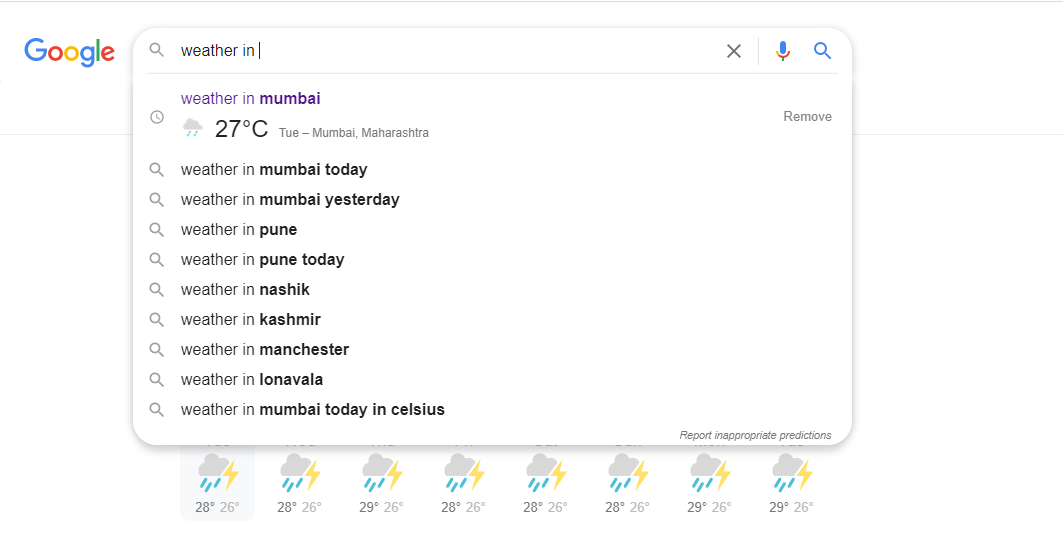 Google
weather in
weather in mumbai
27°C Tue – Mumbai, Maharashtra
Remove
weather in mumbai today
weather in mumbai yesterday
weather in pune
weather in pune today
weather in nashik
weather in kashmir
weather in manchester
weather in lonavala
weather in mumbai today in celsius
Report inappropriate predictions
28° 26° 28° 26° 29° 26° 28° 26° 28° 26° 28° 26° 29° 26° 29° 26°